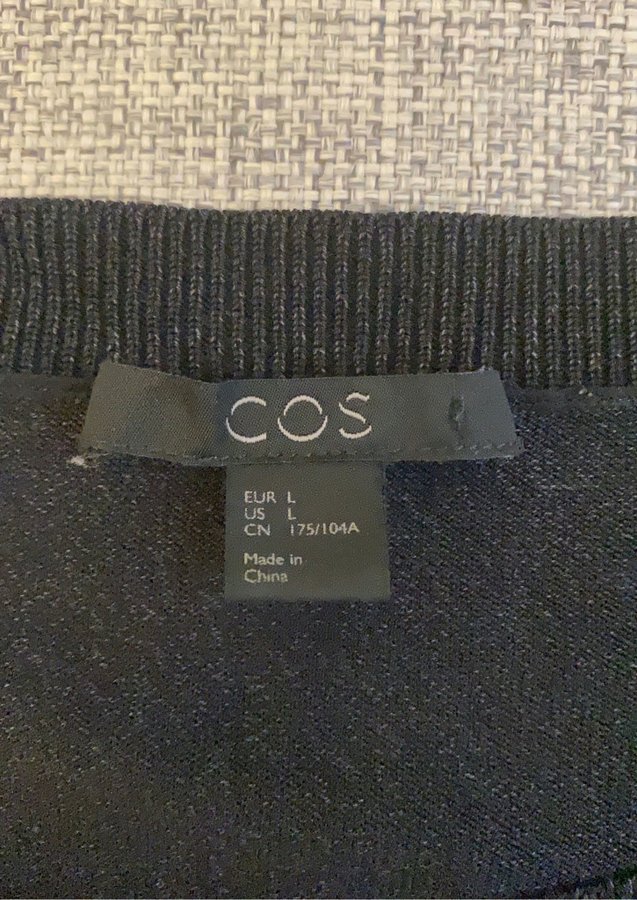 COS
EUR L
US L
CN 175/104A
Made in
China